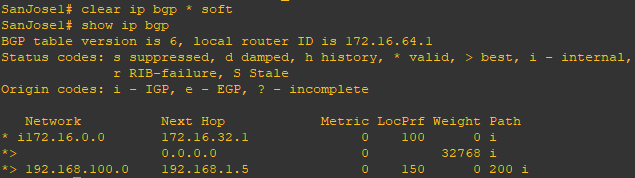 SanJose1# clear ip bgp * soft
SanJose1# show ip bgp
BGP table version is 6, local router ID is 172.16.64.1
Status codes: s suppressed, d damped, h history, * valid, > best, i - internal,
r RIB-failure, S Stale
Origin codes: i - IGP, e - EGP, ? - incomplete
Network Next Hop Metric LocPrf Weight Path
* i172.16.0.0 172.16.32.1 0 100 0 i
*> 0.0.0.0 0 32768 i
*> 192.168.100.0 192.168.1.5 0 150 0 200 i